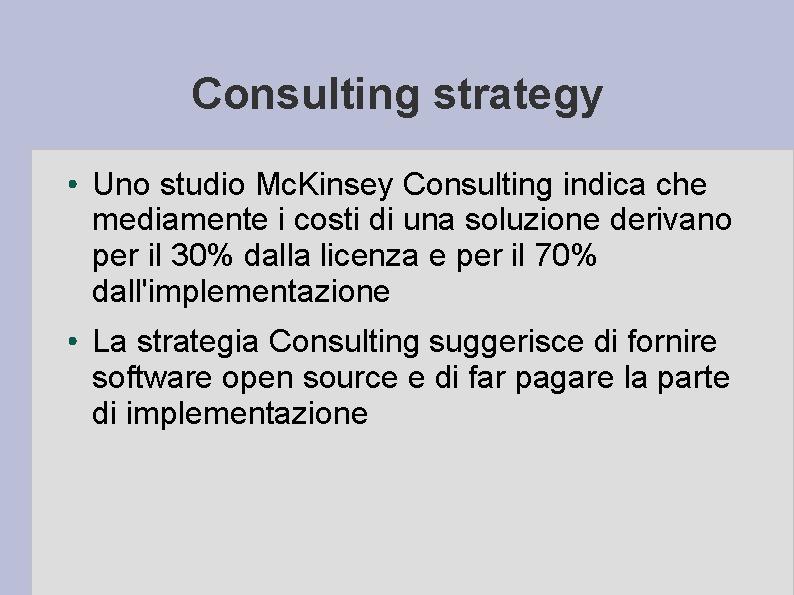 Consulting strategy
• Uno studio McKinsey Consulting indica che
mediamente i costi di una soluzione derivano
per il 30% dalla licenza e per il 70%
dall'implementazione
• La strategia Consulting suggerisce di fornire
software open source e di far pagare la parte
di implementazione